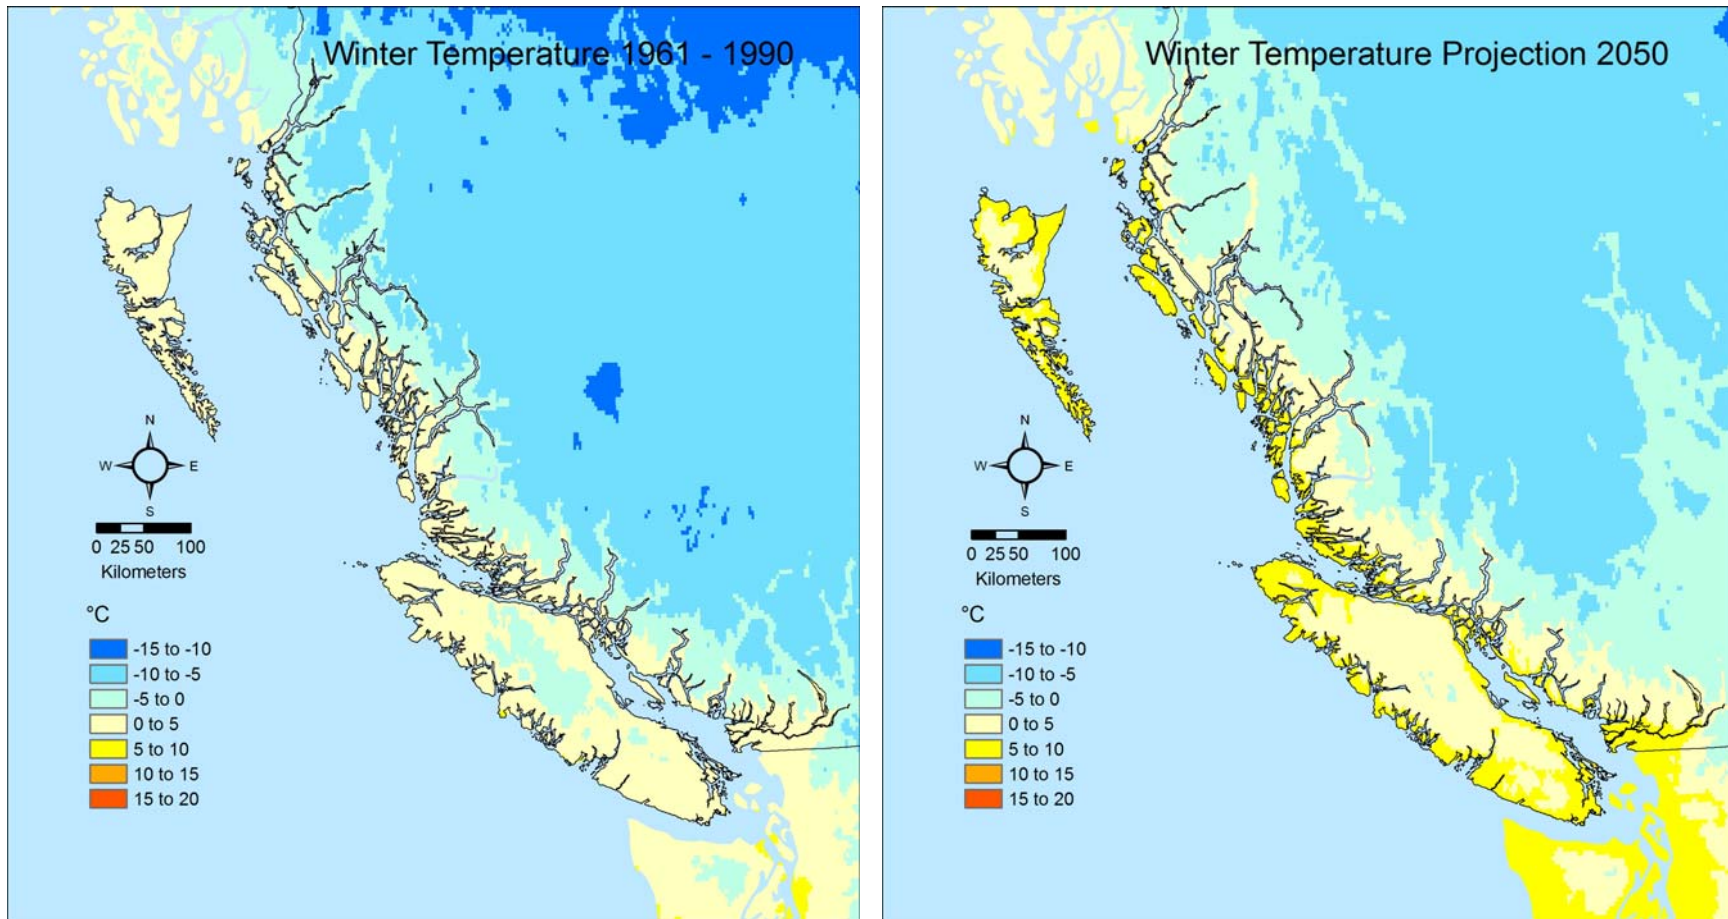 Winter Temperature 1961 - 1990
N
W E
S
0 25 50 100
Kilometers
°C
-15 to -10
-10 to -5
-5 to 0
0 to 5
5 to 10
10 to 15
15 to 20
Winter Temperature Projection 2050
N
W E
S
0 25 50 100
Kilometers
°C
-15 to -10
-10 to -5
-5 to 0
0 to 5
5 to 10
10 to 15
15 to 20